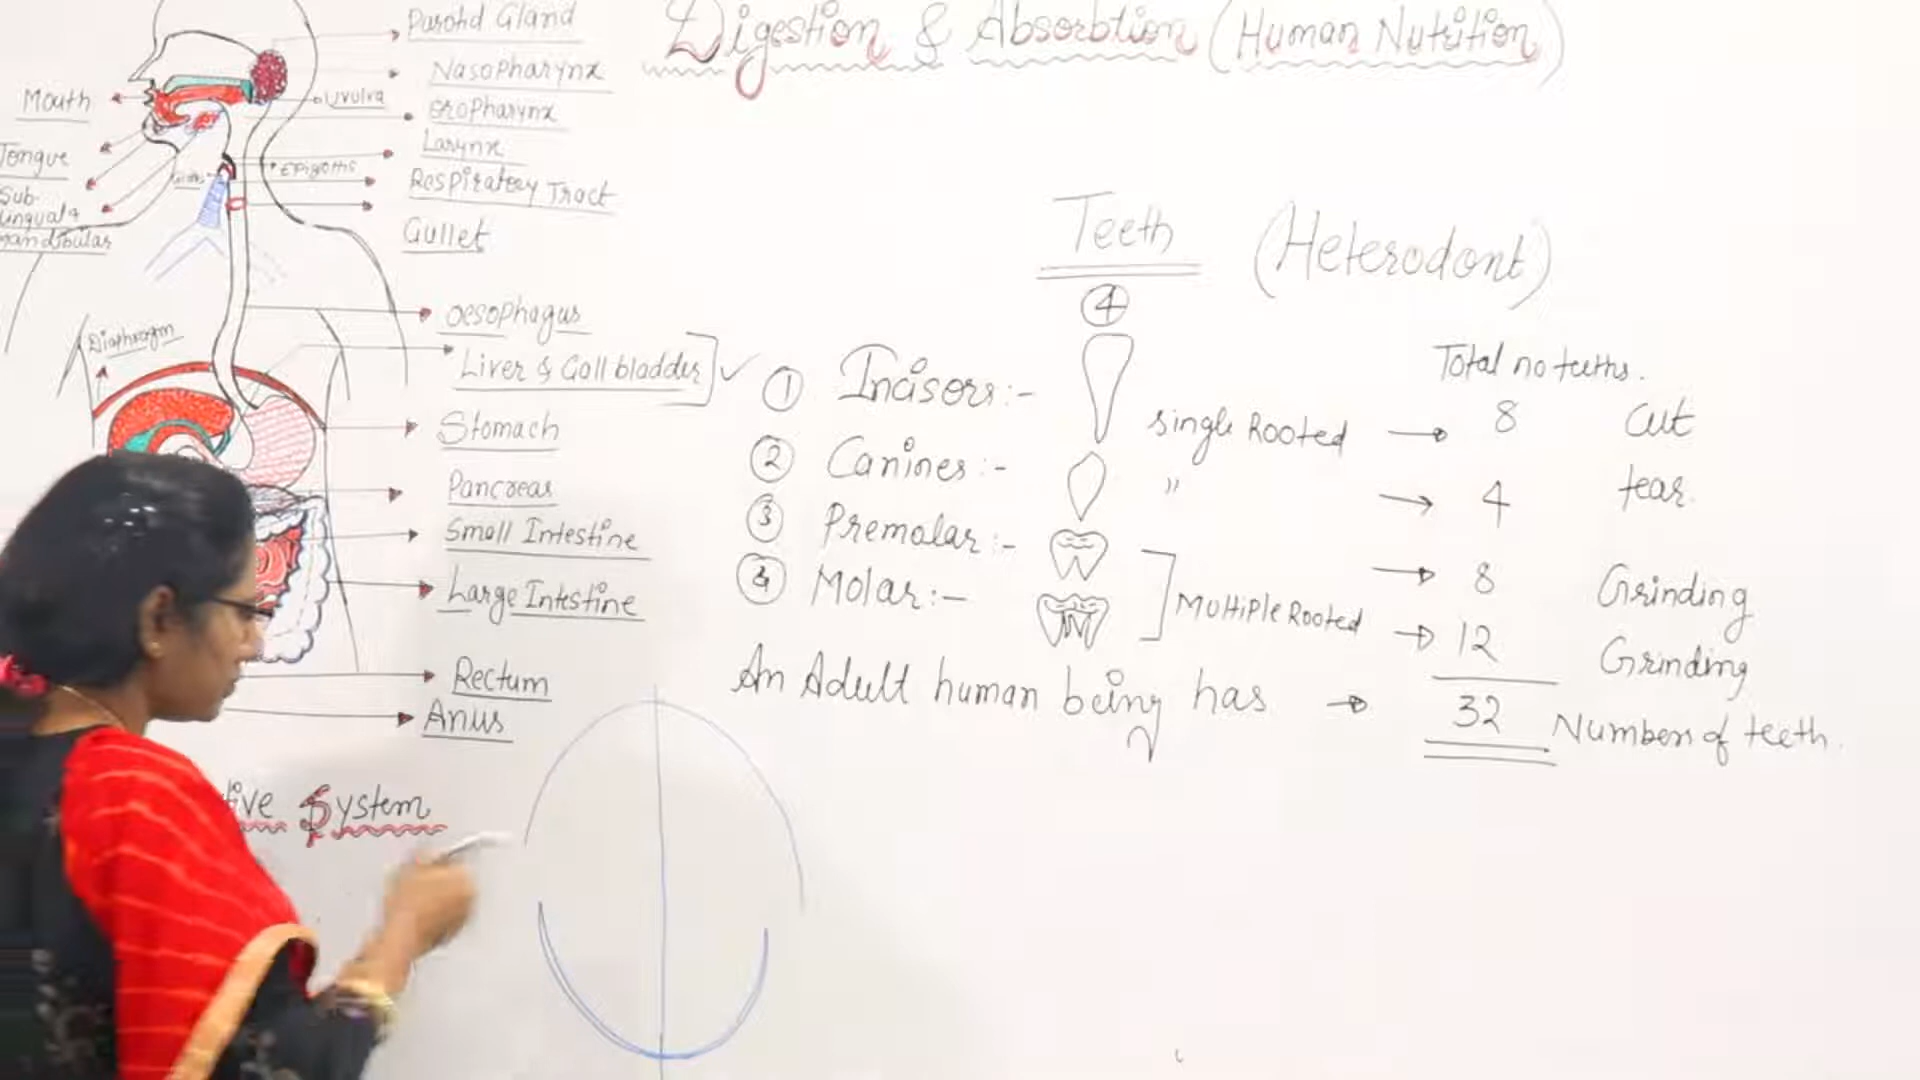 Digestion & Absorbtion (Human Nutrition)
Parotid Gland
Nasopharynx
Mouth
Uvulva
oropharynx
Larynx
Tongue
Epiglottis
Respiratory Tract
Sub-
lingual &
mandibular
Gullet
Oesophagus
Diaphragm
Liver & Gall bladder
Stomach
Pancreas
Small Intestine
Large Intestine
Rectum
Anus
tive System
Teeth (Heterodont)
4
Total no teeths.
1 Incisors:- single Rooted → 8 cut
2 Canines:- " → 4 tear.
3 Premolar:- → 8 Grinding
4 Molar:- Multiple Rooted → 12 Grinding
An Adult human being has → 32 Number of teeth.